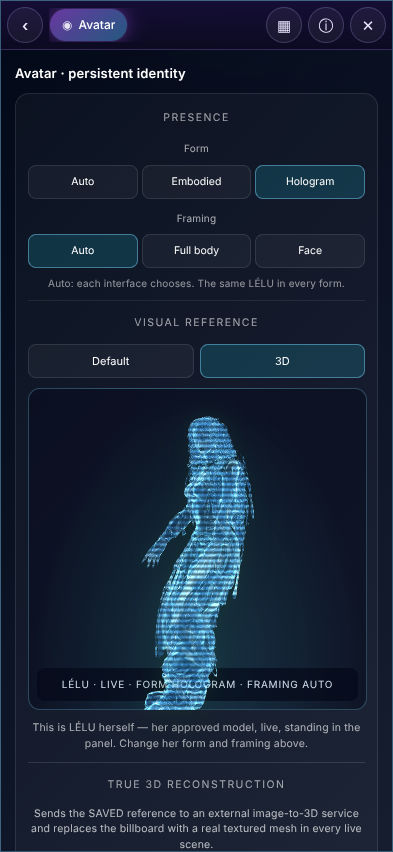 Avatar
Avatar · persistent identity
PRESENCE
Form
Auto
Embodied
Hologram
Framing
Auto
Full body
Face
Auto: each interface chooses. The same LÉLU in every form.
VISUAL REFERENCE
Default
3D
LÉLU · LIVE · FORM HOLOGRAM · FRAMING AUTO
This is LÉLU herself — her approved model, live, standing in the
panel. Change her form and framing above.
TRUE 3D RECONSTRUCTION
Sends the SAVED reference to an external image-to-3D service
and replaces the billboard with a real textured mesh in every live
scene.